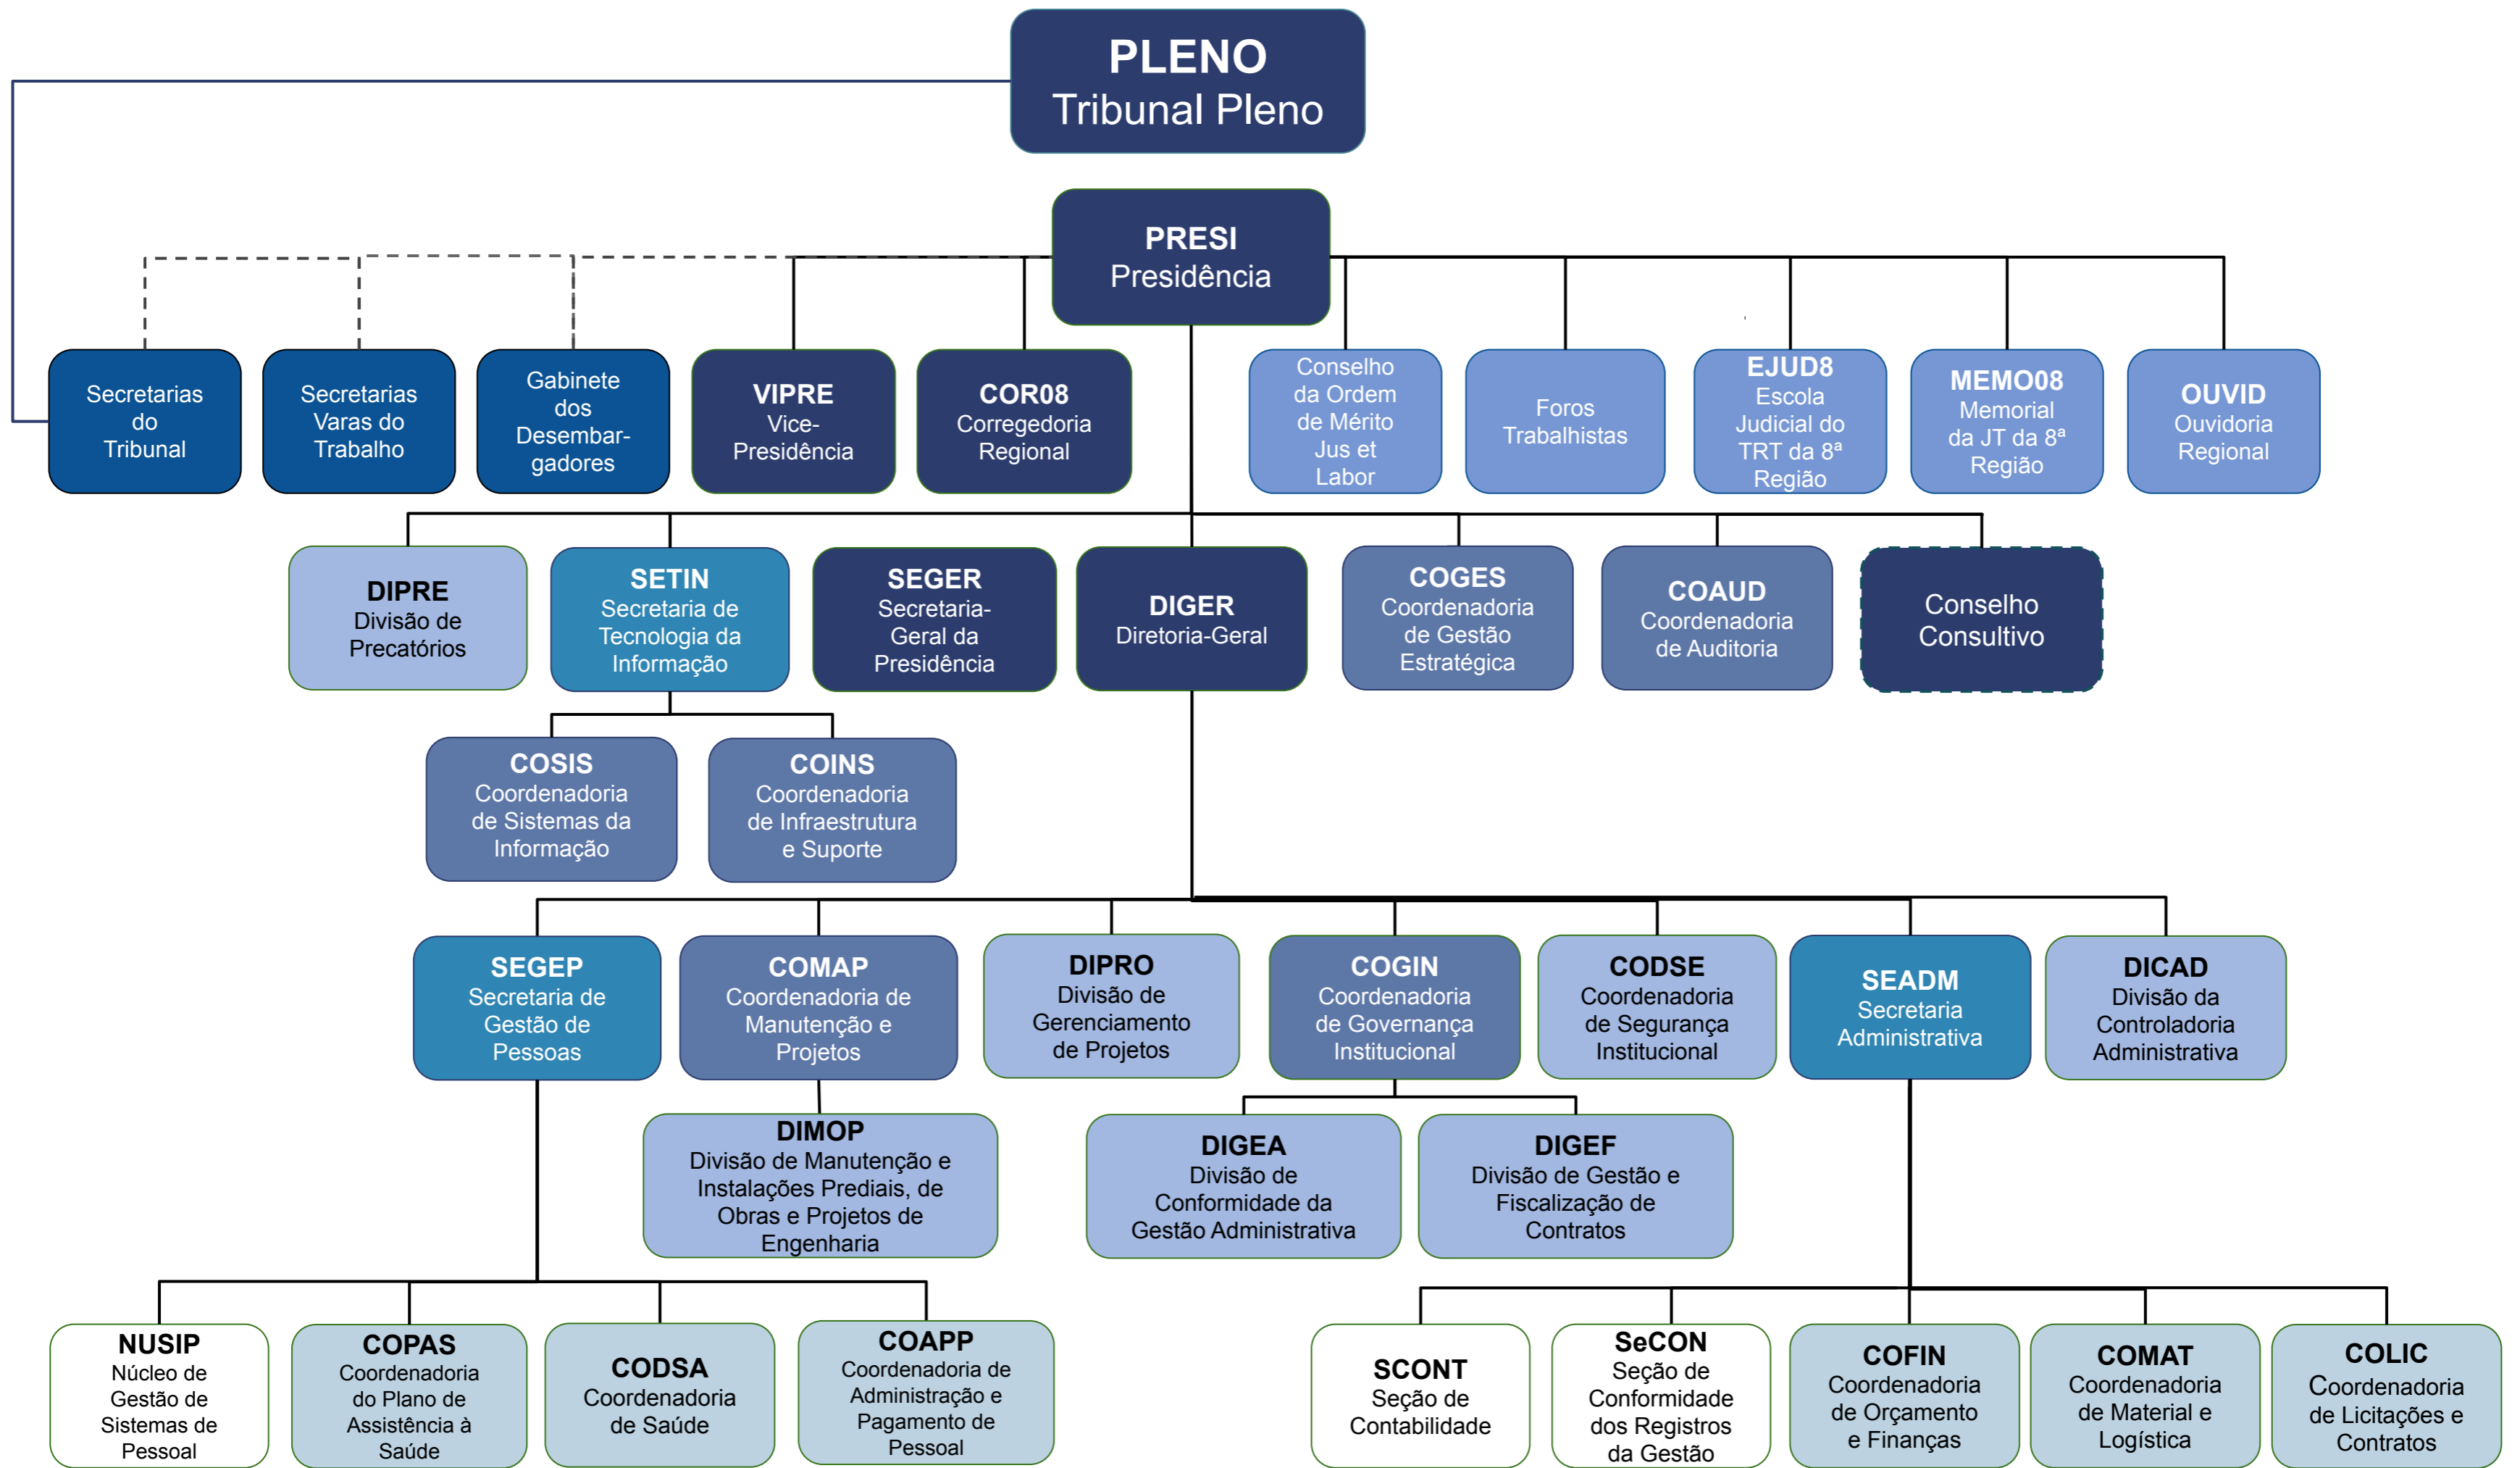 PLENO
Tribunal Pleno
PRESI
Presidência
Secretarias
do
Tribunal
Secretarias
Varas do
Trabalho
Gabinete
dos
Desembar-
gadores
VIPRE
Vice-
Presidência
COR08
Corregedoria
Regional
Conselho
da Ordem
de Mérito
Jus et
Labor
Foros
Trabalhistas
EJUD8
Escola
Judicial do
TRT da 8ª
Região
MEMO08
Memorial
da JT da 8ª
Região
OUVID
Ouvidoria
Regional
DIPRE
Divisão de
Precatórios
SETIN
Secretaria de
Tecnologia da
Informação
SEGER
Secretaria-
Geral da
Presidência
DIGER
Diretoria-Geral
COGES
Coordenadoria
de Gestão
Estratégica
COAUD
Coordenadoria
de Auditoria
Conselho
Consultivo
COSIS
Coordenadoria
de Sistemas da
Informação
COINS
Coordenadoria
de Infraestrutura
e Suporte
SEGEP
Secretaria de
Gestão de
Pessoas
COMAP
Coordenadoria de
Manutenção e
Projetos
DIPRO
Divisão de
Gerenciamento
de Projetos
COGIN
Coordenadoria
de Governança
Institucional
CODSE
Coordenadoria
de Segurança
Institucional
SEADM
Secretaria
Administrativa
DICAD
Divisão da
Controladoria
Administrativa
DIMOP
Divisão de Manutenção e
Instalações Prediais, de
Obras e Projetos de
Engenharia
DIGEA
Divisão de
Conformidade da
Gestão Administrativa
DIGEF
Divisão de Gestão e
Fiscalização de
Contratos
NUSIP
Núcleo de
Gestão de
Sistemas de
Pessoal
COPAS
Coordenadoria
do Plano de
Assistência à
Saúde
CODSA
Coordenadoria
de Saúde
COAPP
Coordenadoria de
Administração e
Pagamento de
Pessoal
SCONT
Seção de
Contabilidade
SeCON
Seção de
Conformidade
dos Registros
da Gestão
COFIN
Coordenadoria
de Orçamento
e Finanças
COMAT
Coordenadoria
de Material e
Logística
COLIC
Coordenadoria
de Licitações e
Contratos